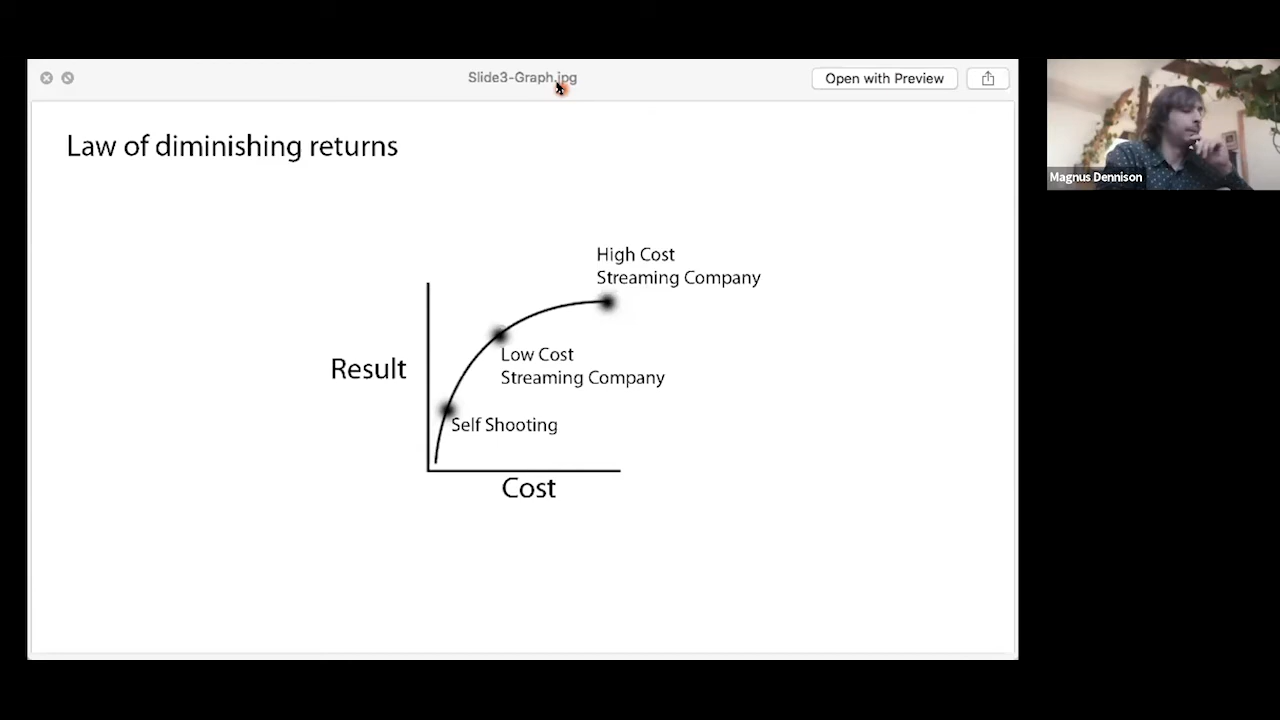 Slide3-Graph.jpg
Open with Preview
Law of diminishing returns
High Cost
Streaming Company
Low Cost
Streaming Company
Result
Self Shooting
Cost
Magnus Dennison